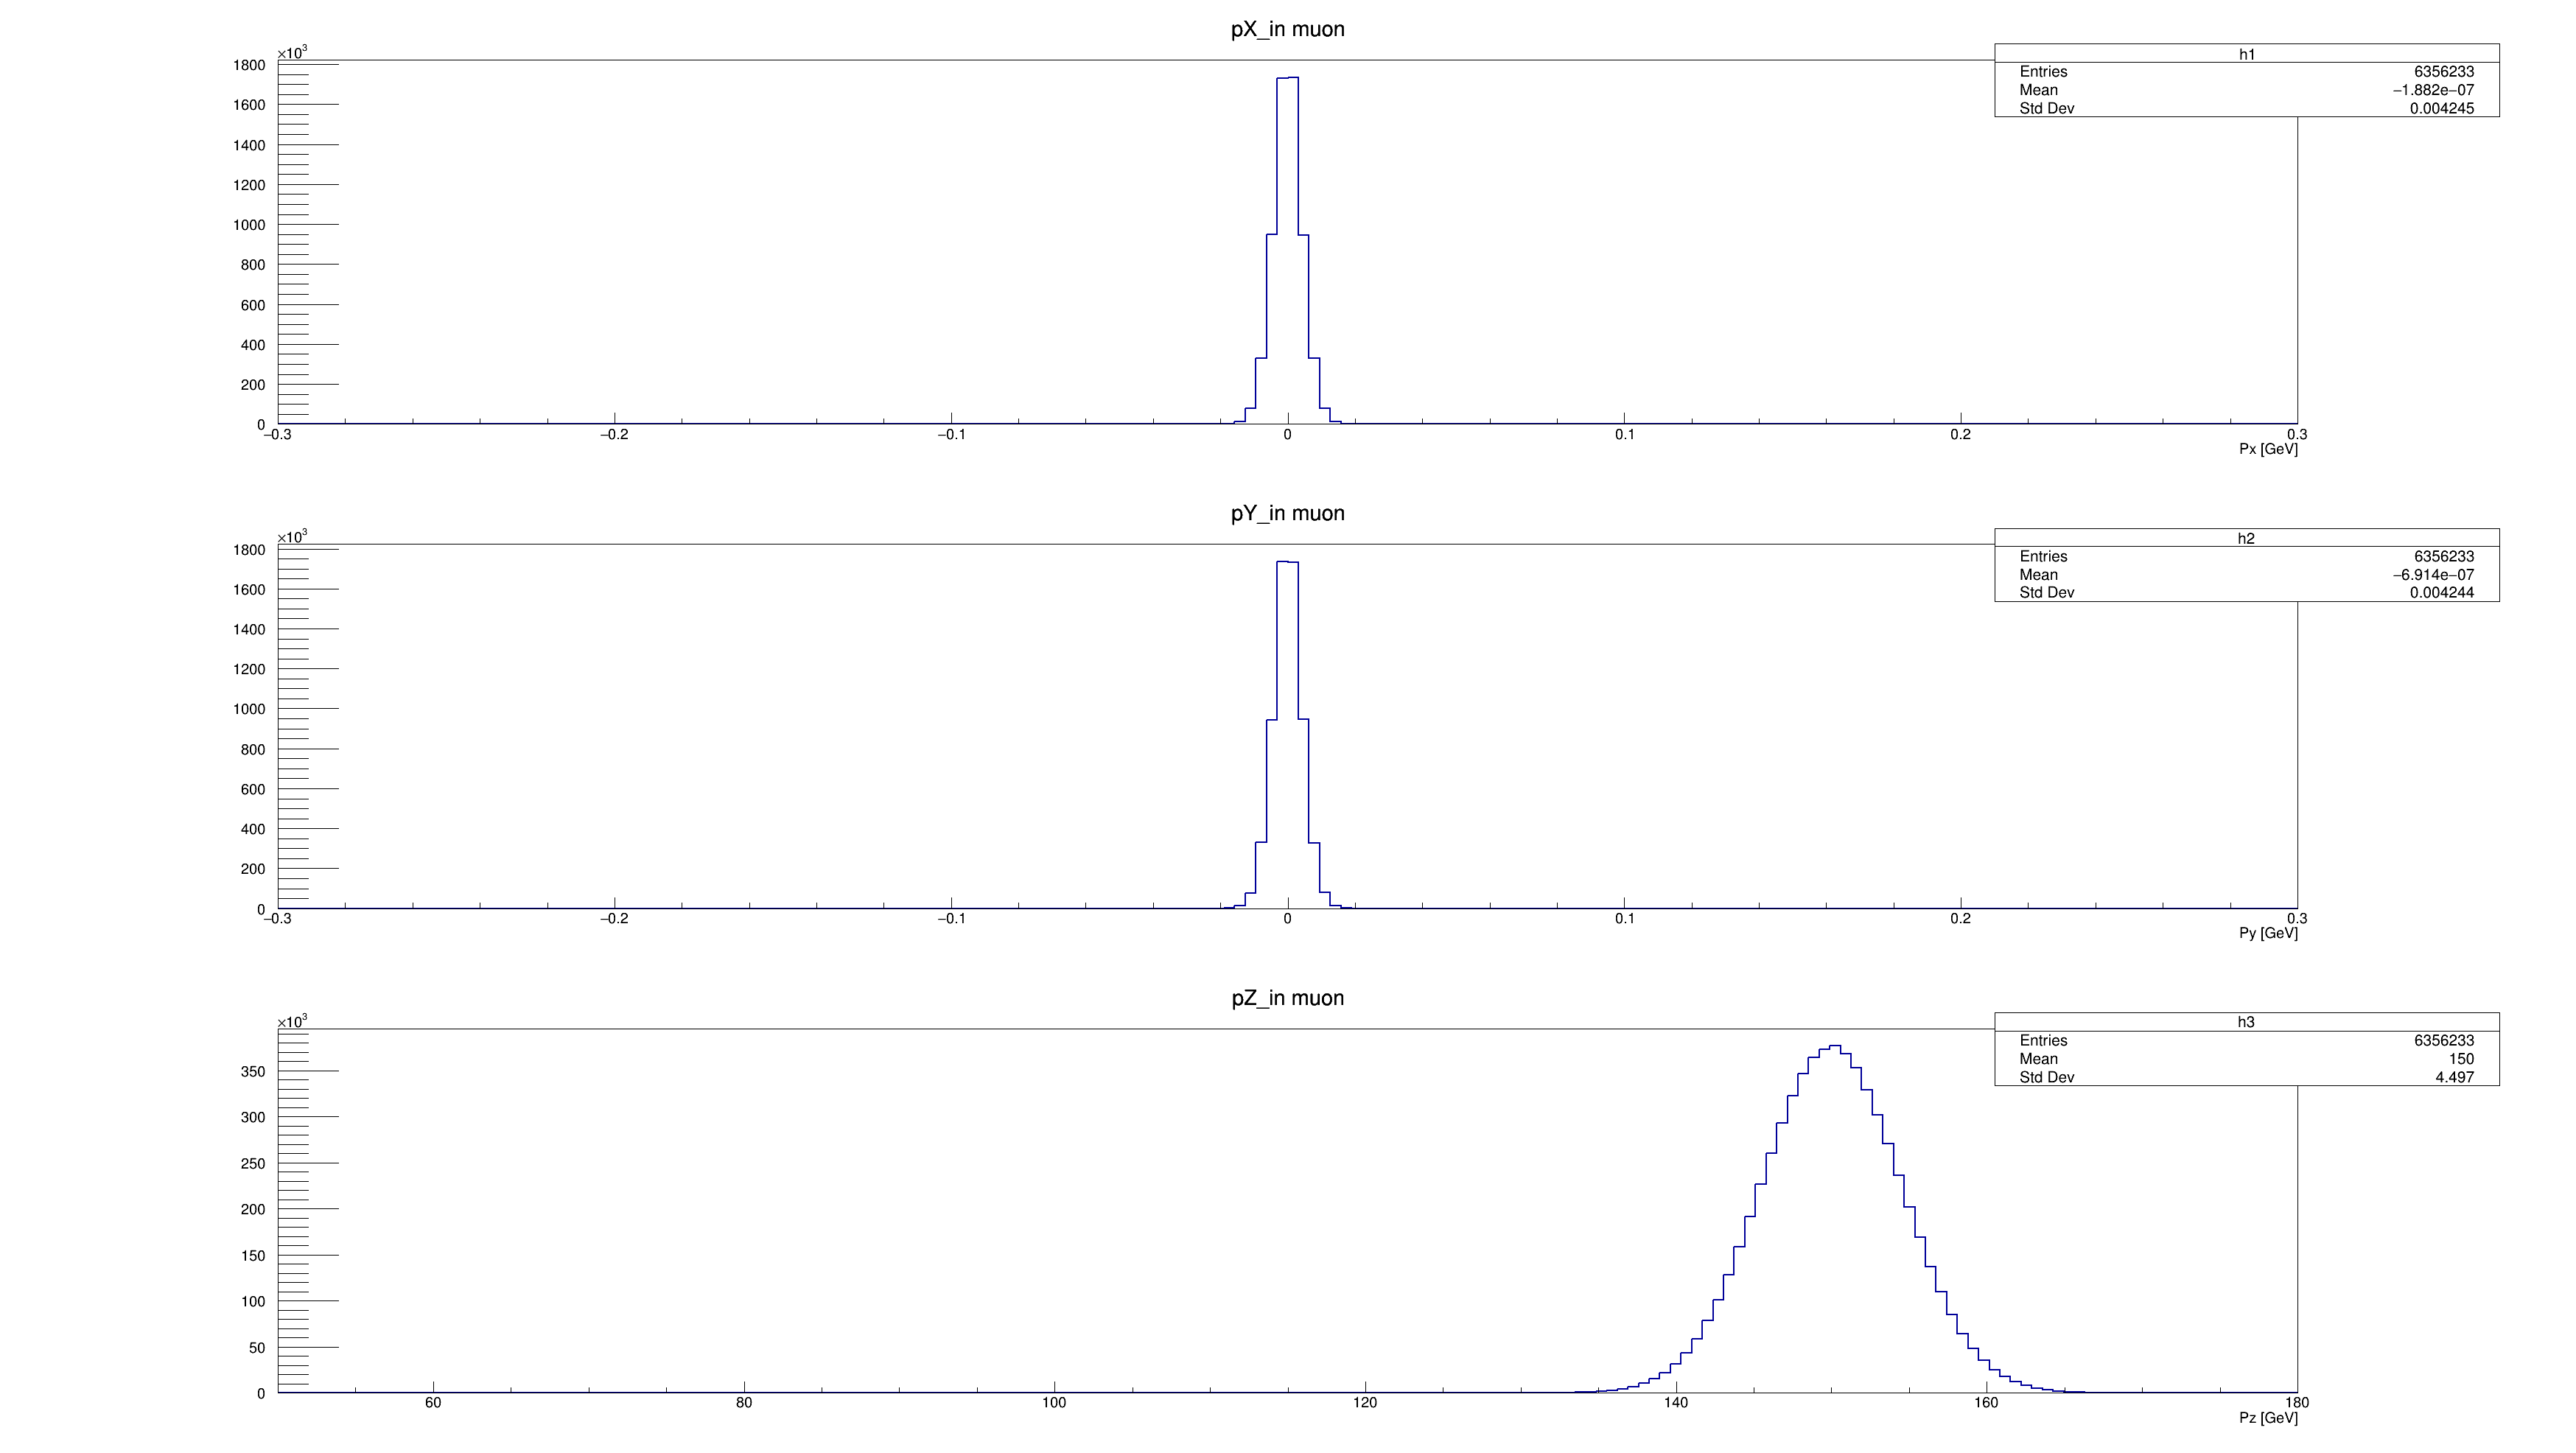 pX_in muon
×10³
h1
Entries 6356233
Mean −1.882e−07
Std Dev 0.004245
1800
1600
1400
1200
1000
800
600
400
200
0
−0.3 −0.2 −0.1 0 0.1 0.2 0.3
Px [GeV]
pY_in muon
×10³
h2
Entries 6356233
Mean −6.914e−07
Std Dev 0.004244
1800
1600
1400
1200
1000
800
600
400
200
0
−0.3 −0.2 −0.1 0 0.1 0.2 0.3
Py [GeV]
pZ_in muon
×10³
h3
Entries 6356233
Mean 150
Std Dev 4.497
350
300
250
200
150
100
50
0
60 80 100 120 140 160 180
Pz [GeV]